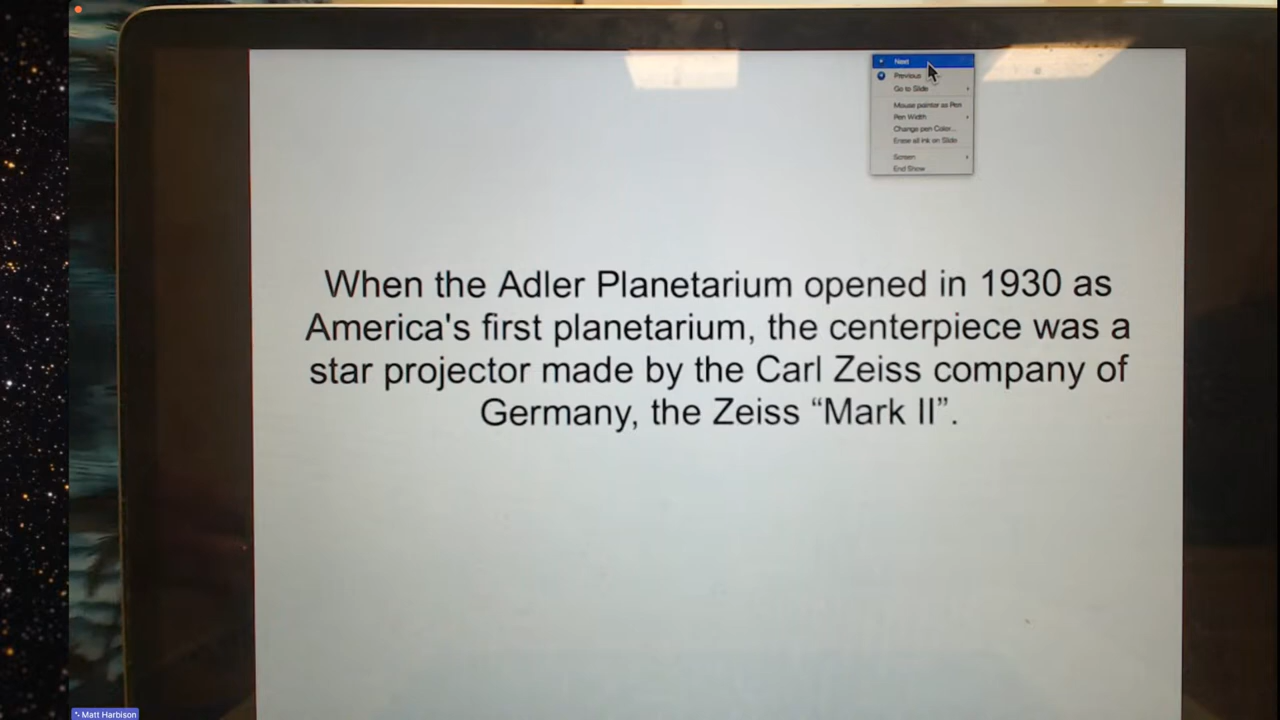 Next
Previous
Go to Slide
Mouse pointer as Pen
Pen Width
Change pen Color...
Erase all ink on Slide
Screen
End Show
When the Adler Planetarium opened in 1930 as
America's first planetarium, the centerpiece was a
star projector made by the Carl Zeiss company of
Germany, the Zeiss “Mark II”.
Matt Harbison